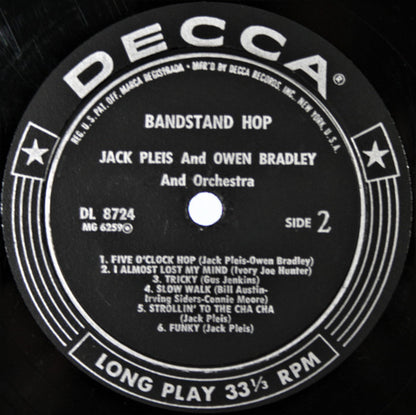 DECCA®
REG. U.S. PAT. OFF. MARCA REGISTRADA • MFR'D BY DECCA RECORDS, INC., NEW YORK, U.S.A.
BANDSTAND HOP
JACK PLEIS And OWEN BRADLEY
And Orchestra
DL 8724
MG 6259
SIDE 2
1. FIVE O'CLOCK HOP (Jack Pleis-Owen Bradley)
2. I ALMOST LOST MY MIND (Ivory Joe Hunter)
3. TRICKY (Gus Jenkins)
4. SLOW WALK (Bill Austin-
Irving Siders-Connie Moore)
5. STROLLIN' TO THE CHA CHA
(Jack Pleis)
6. FUNKY (Jack Pleis)
LONG PLAY 33⅓ RPM